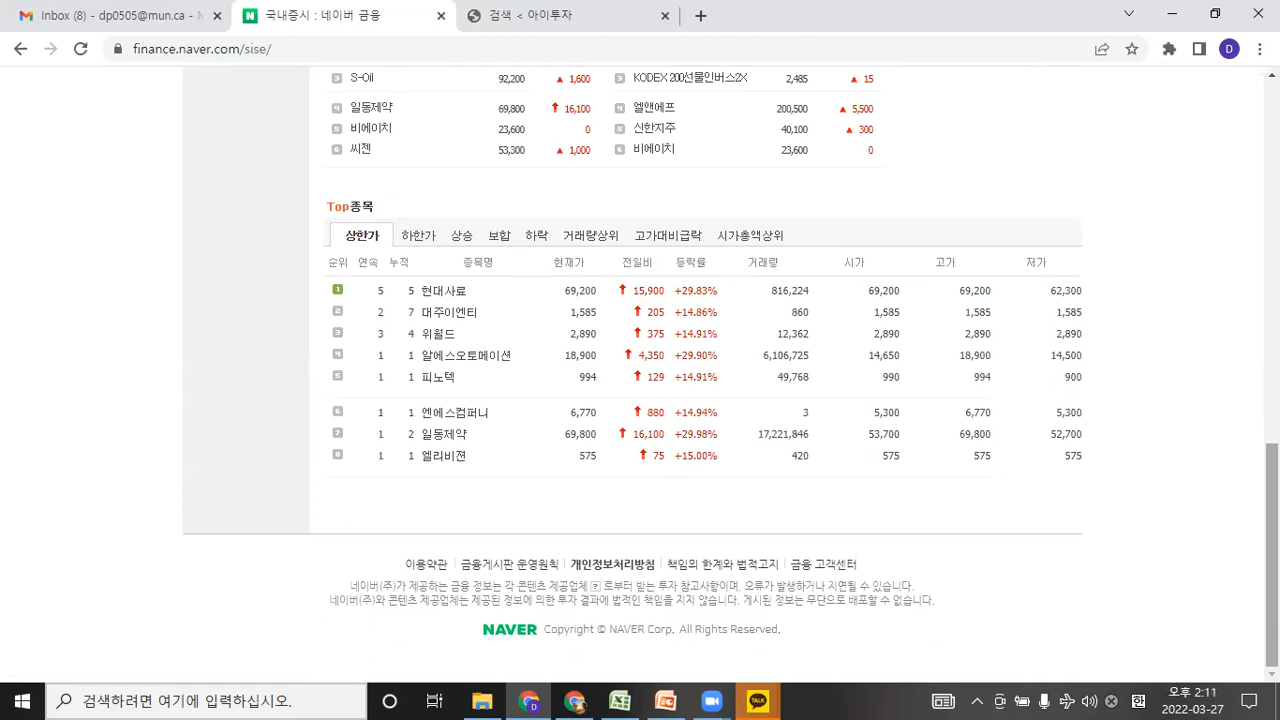 Inbox (8) - dp0505@mun.ca - 국내증시 : 네이버 금융 검색 < 아이투자
finance.naver.com/sise/ D
3 S-Oil 92,200 ▲ 1,600 3 KODEX 200선물인버스2X 2,485 ▲ 15
4 일동제약 69,800 ↑ 16,100 4 엘앤에프 200,500 ▲ 5,500
5 비에이치 23,600 0 5 신한지주 40,100 ▲ 300
6 씨젠 53,300 ▲ 1,000 6 비에이치 23,600 0
Top종목
상한가 하한가 상승 보합 하락 거래량상위 고가대비급락 시가총액상위
순위 연속 누적 종목명 현재가 전일비 등락률 거래량 시가 고가 저가
1 5 5 현대사료 69,200 ↑ 15,900 +29.83% 816,224 69,200 69,200 62,300
2 2 7 대주이엔티 1,585 ↑ 205 +14.86% 860 1,585 1,585 1,585
3 3 4 위월드 2,890 ↑ 375 +14.91% 12,362 2,890 2,890 2,890
4 1 1 알에스오토메이션 18,900 ↑ 4,350 +29.90% 6,106,725 14,650 18,900 14,500
5 1 1 피노텍 994 ↑ 129 +14.91% 49,768 990 994 900
6 1 1 엔에스컴퍼니 6,770 ↑ 880 +14.94% 3 5,300 6,770 5,300
7 1 2 일동제약 69,800 ↑ 16,100 +29.98% 17,221,846 53,700 69,800 52,700
8 1 1 엘리비젼 575 ↑ 75 +15.00% 420 575 575 575
이용약관 금융게시판 운영원칙 개인정보처리방침 책임의 한계와 법적고지 금융 고객센터
네이버(주)가 제공하는 금융 정보는 각 콘텐츠 제공업체 ? 로부터 받는 투자 참고사항이며, 오류가 발생하거나 지연될 수 있습니다.
네이버(주)와 콘텐츠 제공업체는 제공된 정보에 의한 투자 결과에 법적인 책임을 지지 않습니다. 게시된 정보는 무단으로 배포할 수 없습니다.
NAVER Copyright © NAVER Corp. All Rights Reserved.
검색하려면 여기에 입력하십시오. TALK 한 오후 2:11
2022-03-27